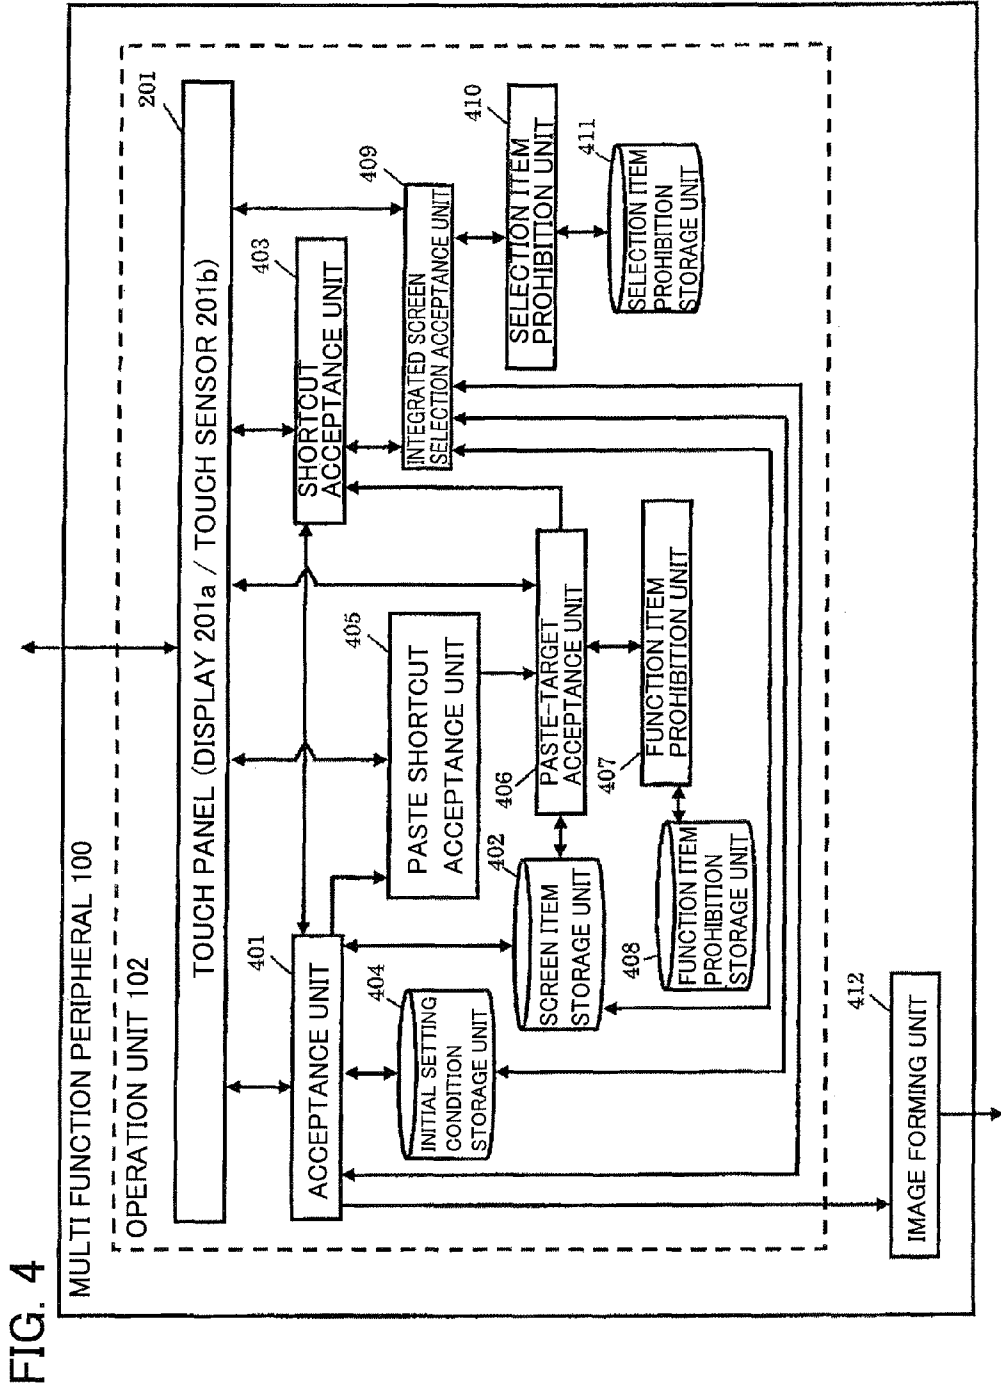 FIG. 4
MULTI FUNCTION PERIPHERAL 100
OPERATION UNIT 102
201
TOUCH PANEL (DISPLAY 201a / TOUCH SENSOR 201b)
401
ACCEPTANCE UNIT
403
SHORTCUT
ACCEPTANCE UNIT
404
INITIAL SETTING
CONDITION
STORAGE UNIT
405
PASTE SHORTCUT
ACCEPTANCE UNIT
409
INTEGRATED SCREEN
SELECTION ACCEPTANCE UNIT
402
SCREEN ITEM
STORAGE UNIT
406
PASTE-TARGET
ACCEPTANCE UNIT
410
SELECTION ITEM
PROHIBITION UNIT
408
FUNCTION ITEM
PROHIBITION
STORAGE UNIT
407
FUNCTION ITEM
PROHIBITION UNIT
411
SELECTION ITEM
PROHIBITION
STORAGE UNIT
412
IMAGE FORMING UNIT